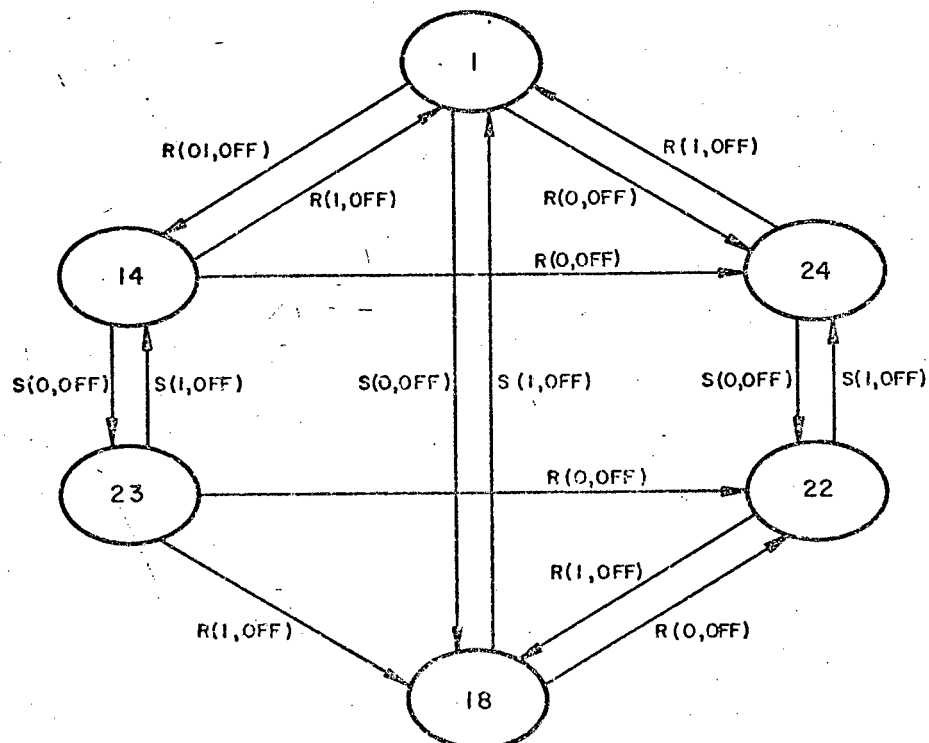 1
R(01,OFF)
R(1,OFF)
R(1,OFF)
R(0,OFF)
14
R(0,OFF)
24
S(0,OFF)
S(1,OFF)
S(0,OFF)
S(1,OFF)
S(0,OFF)
S(1,OFF)
23
R(0,OFF)
22
R(1,OFF)
R(1,OFF)
R(0,OFF)
18